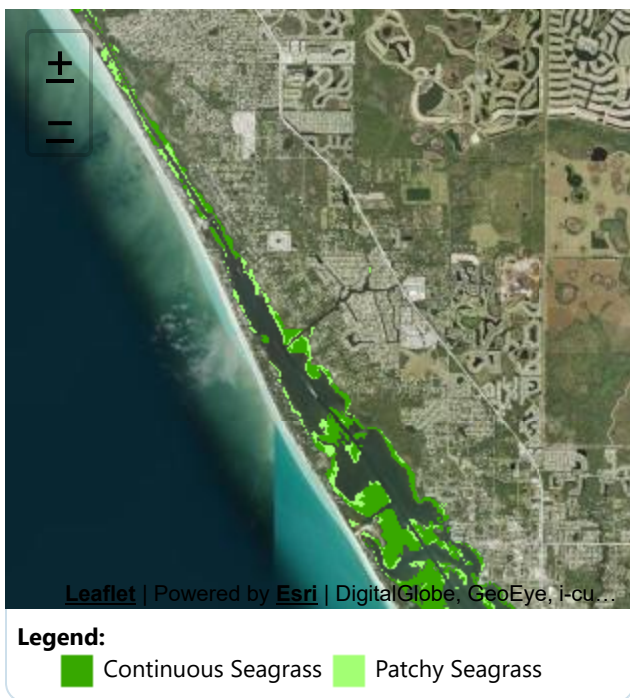 +
−
Leaflet | Powered by Esri | DigitalGlobe, GeoEye, i-cu…
Legend:
Continuous Seagrass Patchy Seagrass